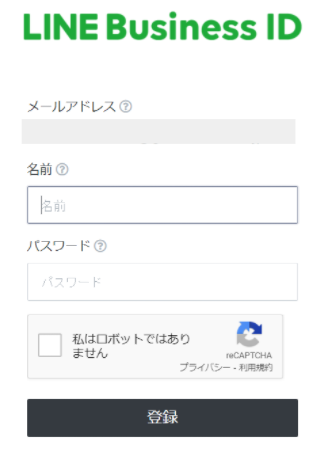 LINE Business ID
メールアドレス ?
名前 ?
名前
パスワード ?
パスワード
私はロボットではあり
ません
reCAPTCHA
プライバシー - 利用規約
登録